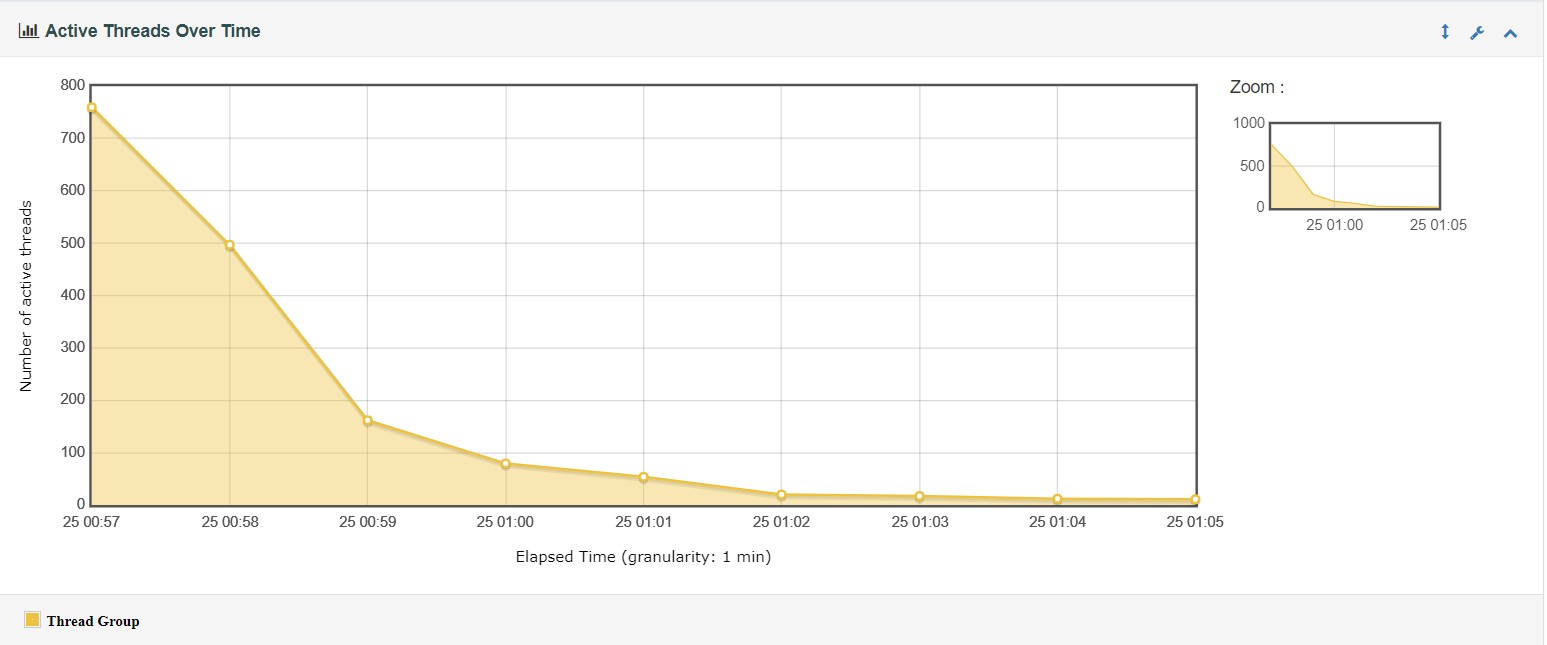 Active Threads Over Time
Number of active threads
800
700
600
500
400
300
200
100
0
25 00:57 25 00:58 25 00:59 25 01:00 25 01:01 25 01:02 25 01:03 25 01:04 25 01:05
Elapsed Time (granularity: 1 min)
Zoom :
1000
500
0
25 01:00 25 01:05
Thread Group